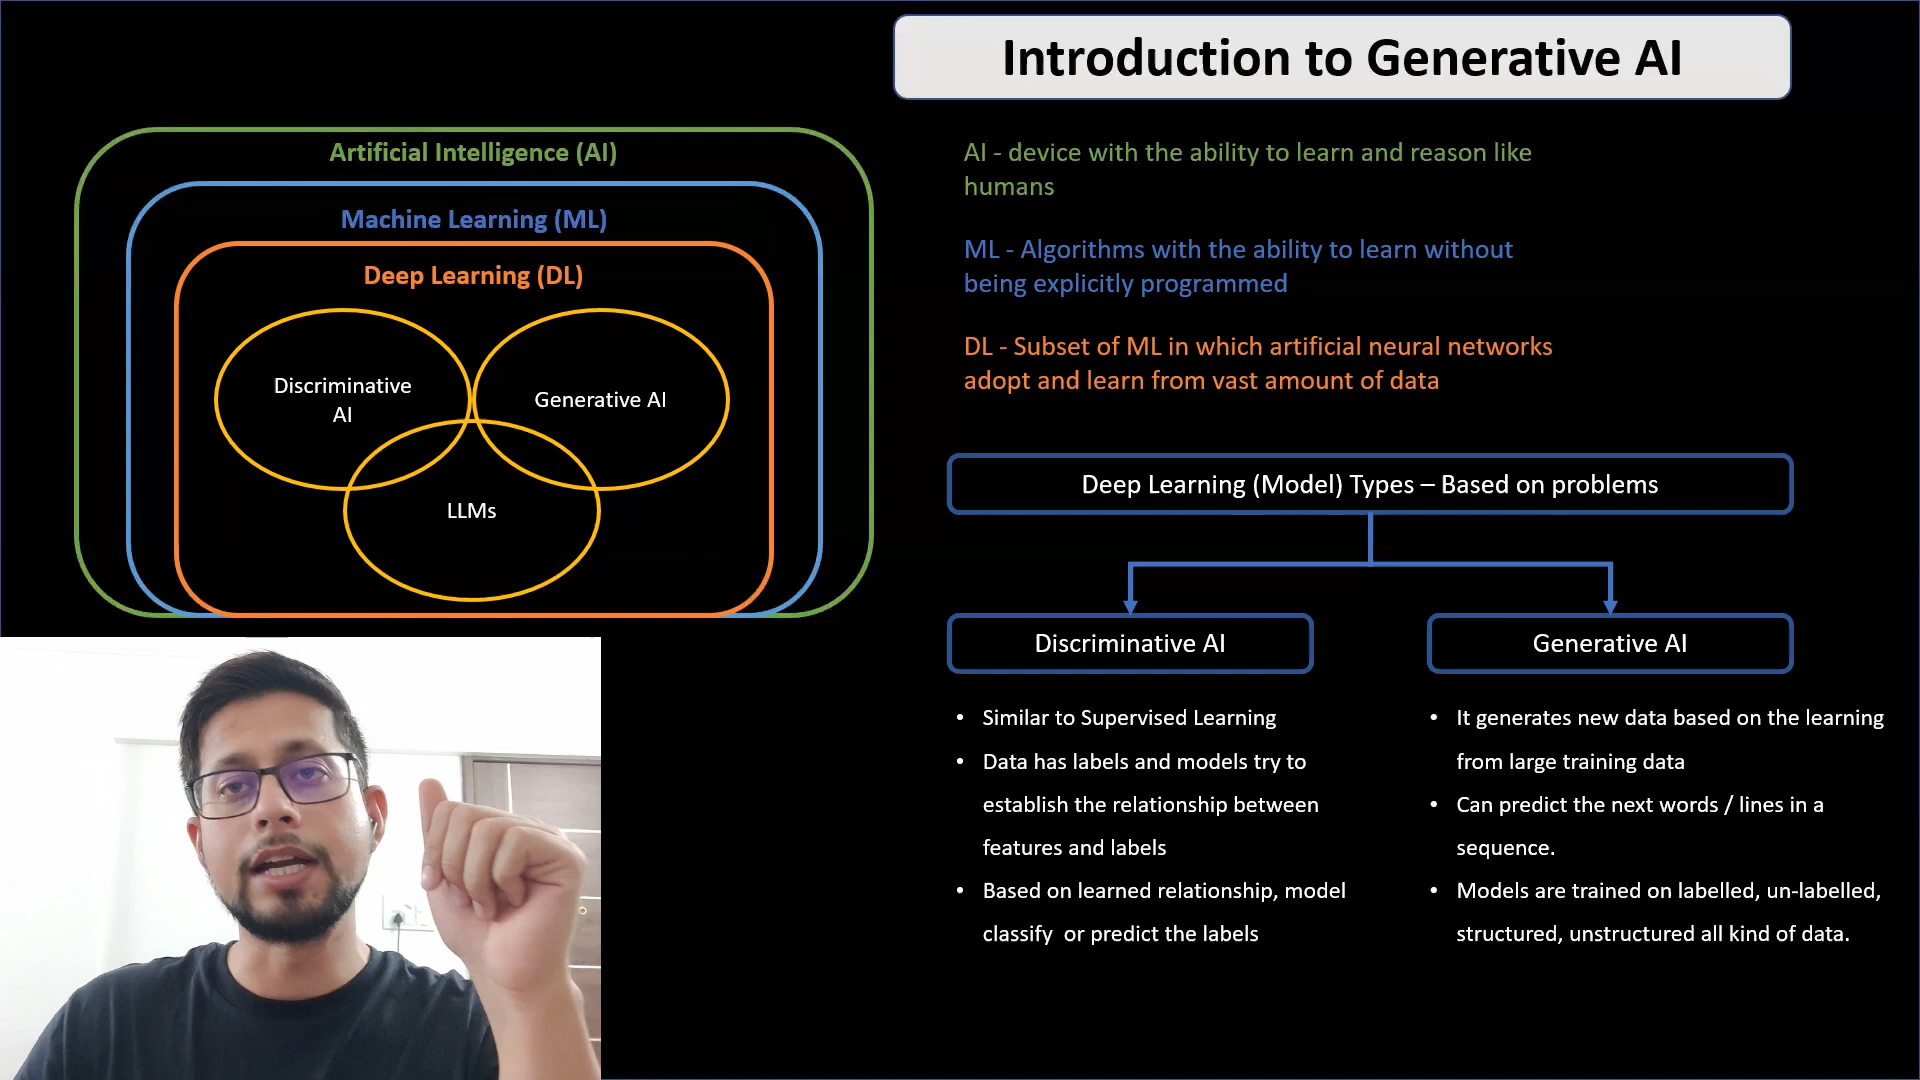 Introduction to Generative AI
Artificial Intelligence (AI)
Machine Learning (ML)
Deep Learning (DL)
Discriminative
AI
Generative AI
LLMs
AI - device with the ability to learn and reason like
humans
ML - Algorithms with the ability to learn without
being explicitly programmed
DL - Subset of ML in which artificial neural networks
adopt and learn from vast amount of data
Deep Learning (Model) Types – Based on problems
Discriminative AI
• Similar to Supervised Learning
• Data has labels and models try to
establish the relationship between
features and labels
• Based on learned relationship, model
classify  or predict the labels
Generative AI
• It generates new data based on the learning
from large training data
• Can predict the next words / lines in a
sequence.
• Models are trained on labelled, un-labelled,
structured, unstructured all kind of data.